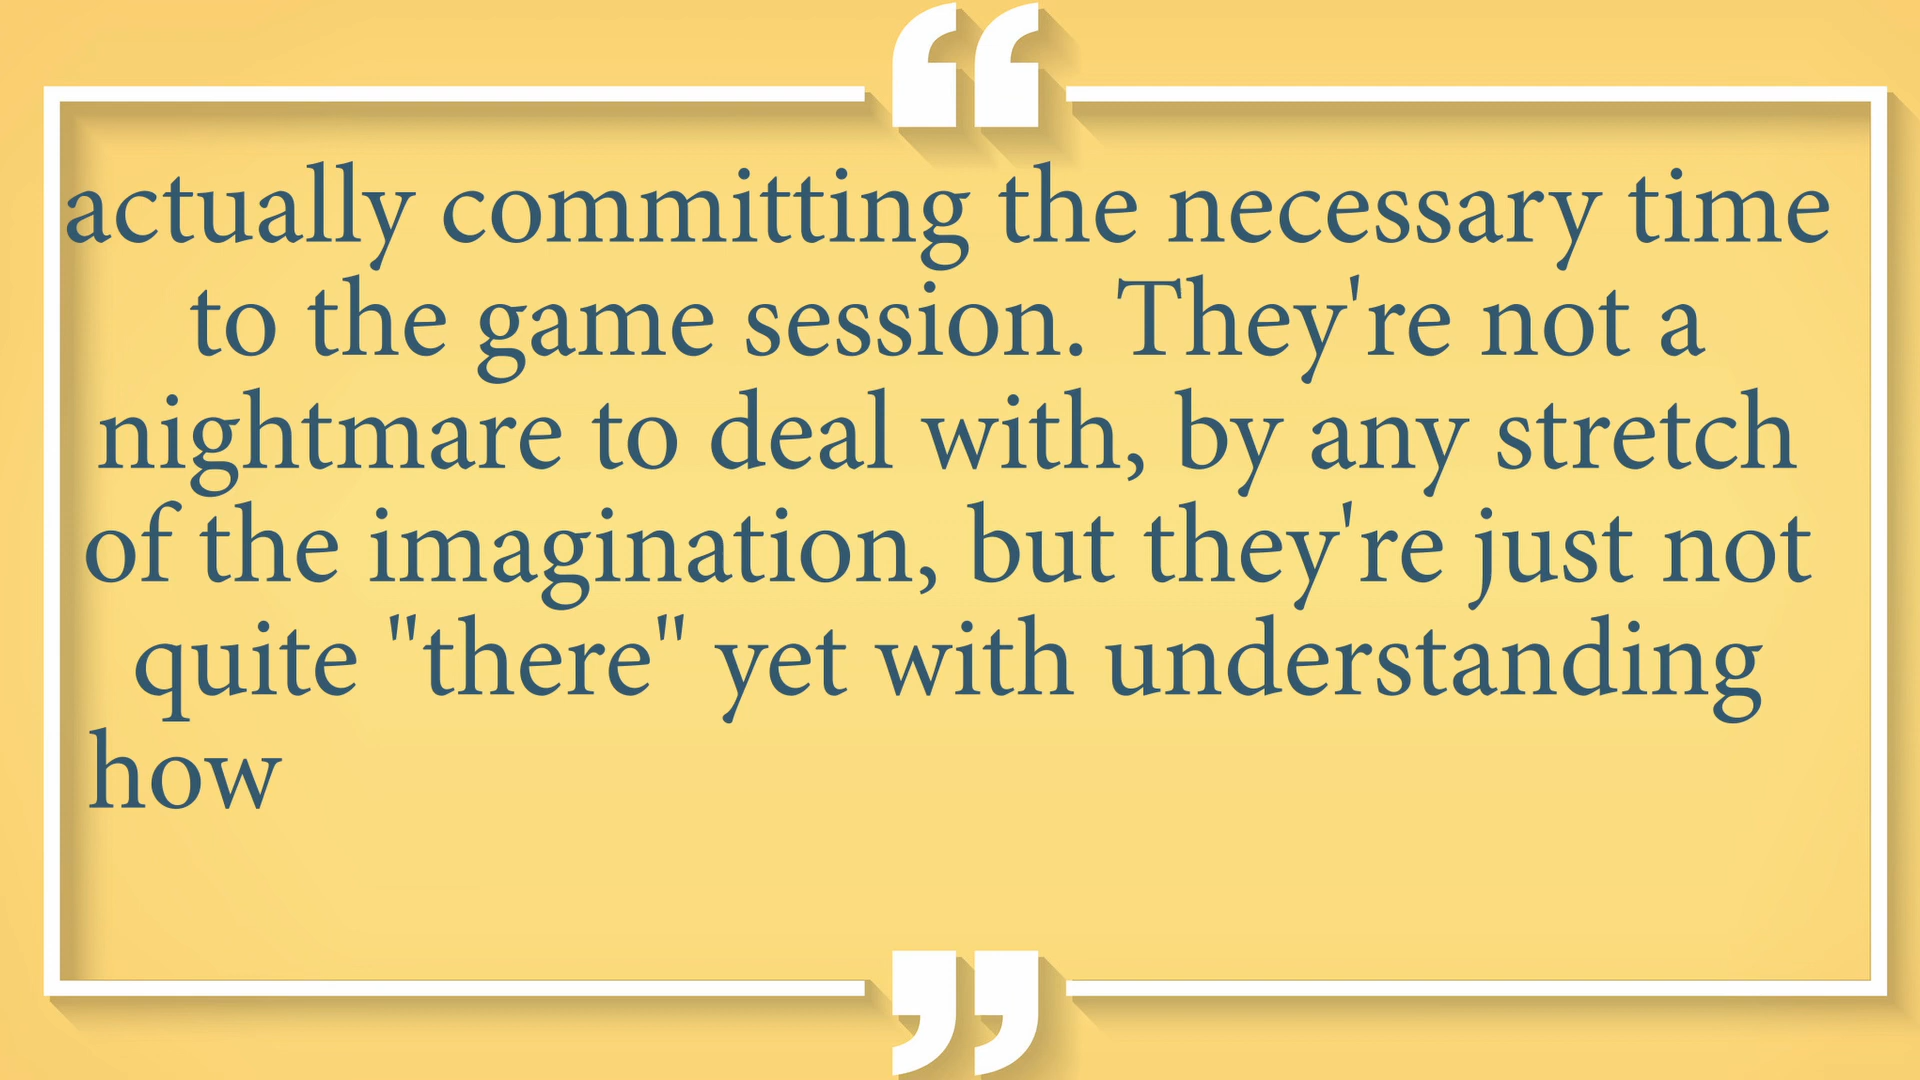 actually committing the necessary time
to the game session. They're not a
nightmare to deal with, by any stretch
of the imagination, but they're just not
quite "there" yet with understanding
how